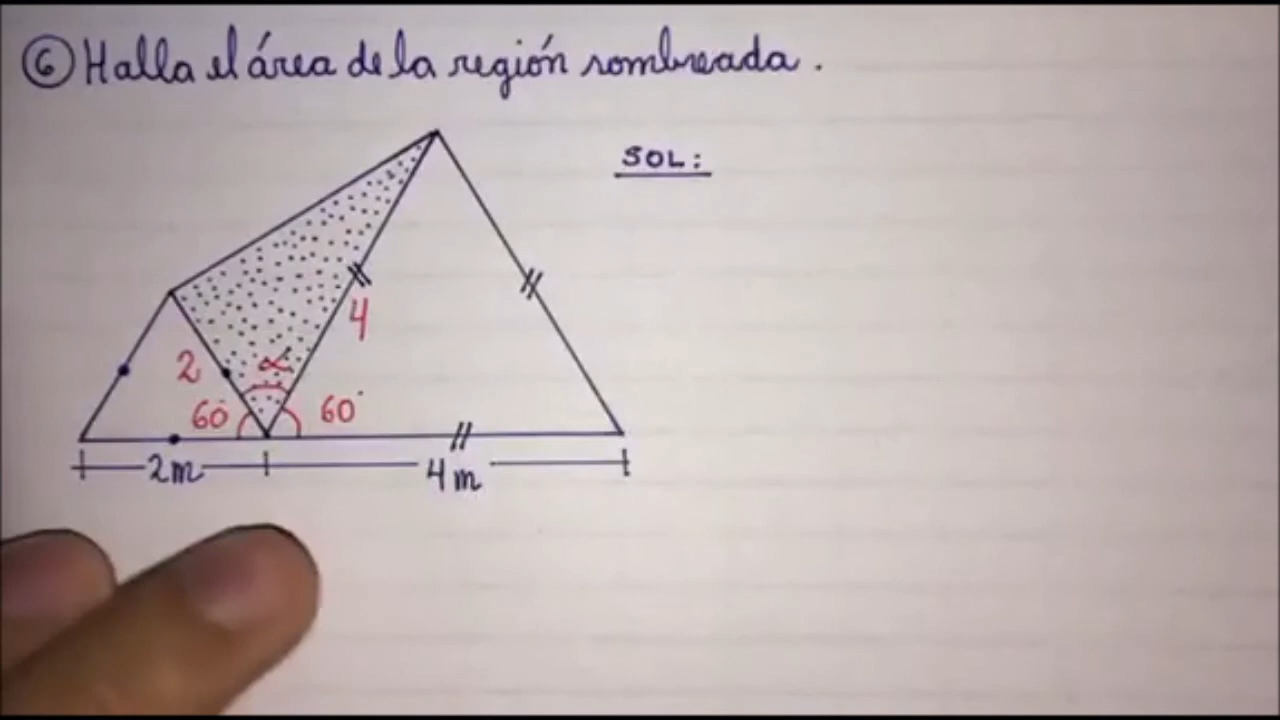 6 Halla el área de la región sombreada.
SOL:
4
2
α
60°
60°
2m
4m